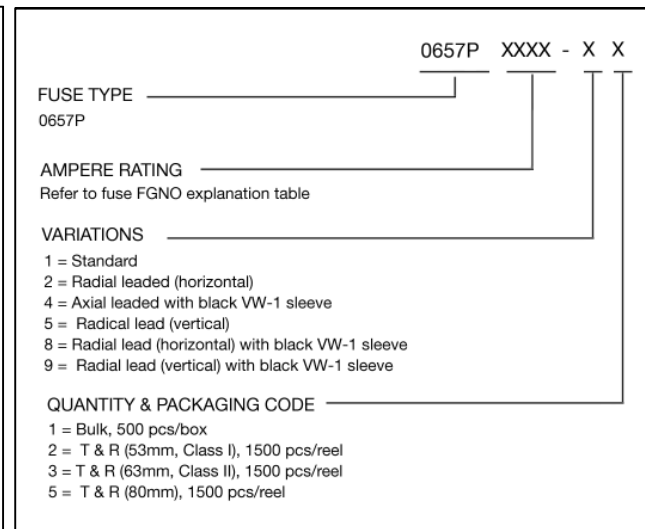 0657P XXXX - X X
FUSE TYPE
0657P
AMPERE RATING
Refer to fuse FGNO explanation table
VARIATIONS
1 = Standard
2 = Radial leaded (horizontal)
4 = Axial leaded with black VW-1 sleeve
5 = Radical lead (vertical)
8 = Radial lead (horizontal) with black VW-1 sleeve
9 = Radial lead (vertical) with black VW-1 sleeve
QUANTITY & PACKAGING CODE
1 = Bulk, 500 pcs/box
2 = T & R (53mm, Class I), 1500 pcs/reel
3 = T & R (63mm, Class II), 1500 pcs/reel
5 = T & R (80mm), 1500 pcs/reel